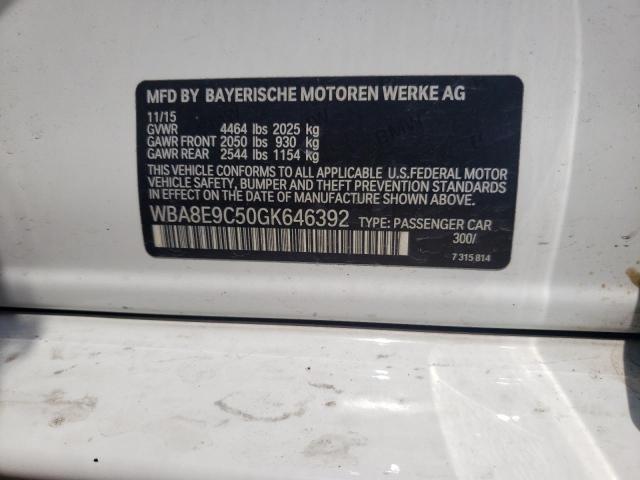 MFD BY BAYERISCHE MOTOREN WERKE AG
11/15
GVWR 4464 lbs 2025 kg
GAWR FRONT 2050 lbs 930 kg
GAWR REAR 2544 lbs 1154 kg
THIS VEHICLE CONFORMS TO ALL APPLICABLE U.S.FEDERAL MOTOR
VEHICLE SAFETY, BUMPER AND THEFT PREVENTION STANDARDS
IN EFFECT ON THE DATE OF MANUFACTURE SHOWN ABOVE.
WBA8E9C50GK646392 TYPE: PASSENGER CAR
300/
7 315 814